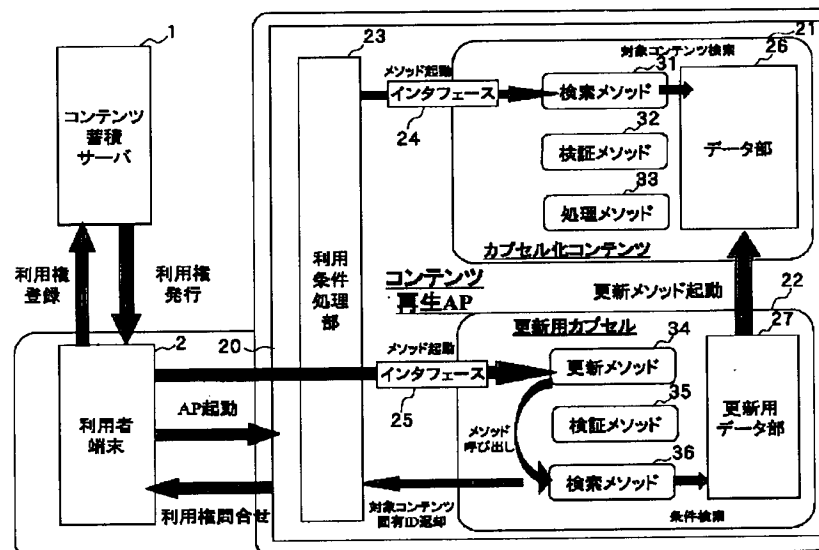 1
コンテンツ
蓄積
サーバ
利用権
登録
利用権
発行
2
利用者
端末
20
AP起動
利用権問合せ
23
利用
条件
処理
部
メソッド起動
インタフェース
24
コンテンツ
再生AP
メソッド起動
インタフェース
25
対象コンテンツ
固有ID返却
21
対象コンテンツ検索
31
検索メソッド
32
検証メソッド
33
処理メソッド
26
データ部
カプセル化コンテンツ
更新メソッド起動
22
更新用カプセル
34
更新メソッド
35
検証メソッド
メソッド
呼び出し
36
検索メソッド
27
更新用
データ部
条件検索